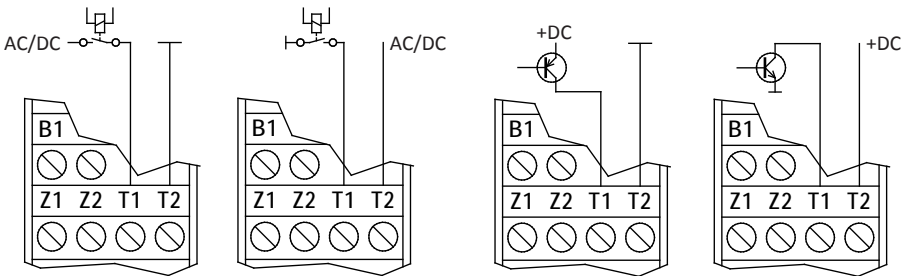 AC/DC
AC/DC
+DC
+DC
B1
B1
B1
B1
Z1 Z2 T1 T2
Z1 Z2 T1 T2
Z1 Z2 T1 T2
Z1 Z2 T1 T2